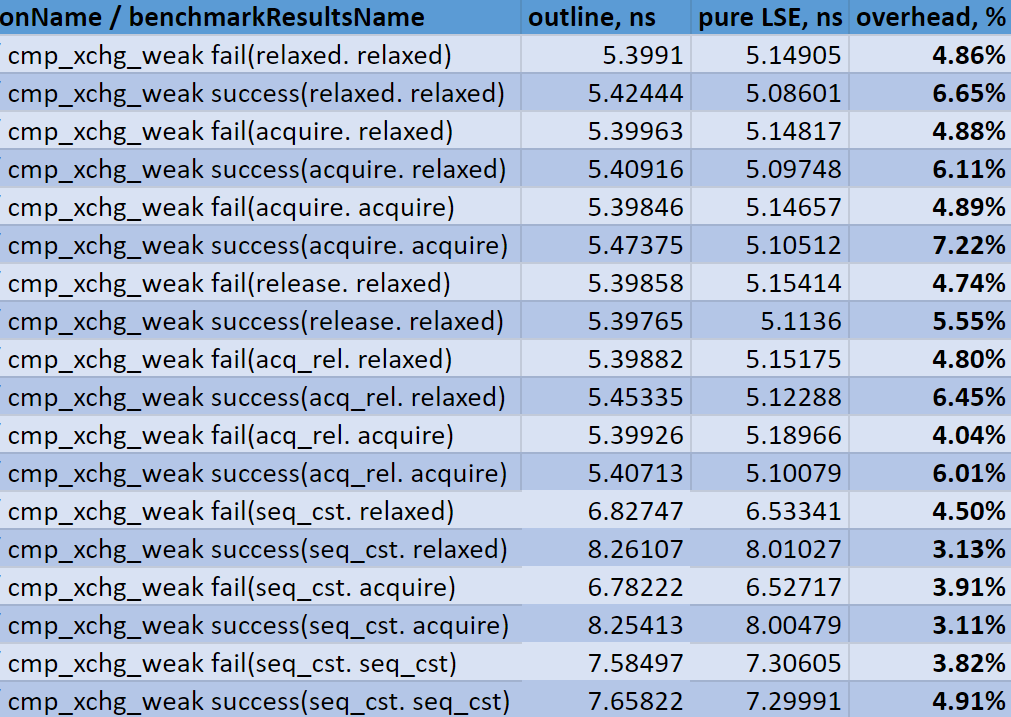 onName / benchmarkResultsName outline, ns pure LSE, ns overhead, %
cmp_xchg_weak fail(relaxed. relaxed) 5.3991 5.14905 4.86%
cmp_xchg_weak success(relaxed. relaxed) 5.42444 5.08601 6.65%
cmp_xchg_weak fail(acquire. relaxed) 5.39963 5.14817 4.88%
cmp_xchg_weak success(acquire. relaxed) 5.40916 5.09748 6.11%
cmp_xchg_weak fail(acquire. acquire) 5.39846 5.14657 4.89%
cmp_xchg_weak success(acquire. acquire) 5.47375 5.10512 7.22%
cmp_xchg_weak fail(release. relaxed) 5.39858 5.15414 4.74%
cmp_xchg_weak success(release. relaxed) 5.39765 5.1136 5.55%
cmp_xchg_weak fail(acq_rel. relaxed) 5.39882 5.15175 4.80%
cmp_xchg_weak success(acq_rel. relaxed) 5.45335 5.12288 6.45%
cmp_xchg_weak fail(acq_rel. acquire) 5.39926 5.18966 4.04%
cmp_xchg_weak success(acq_rel. acquire) 5.40713 5.10079 6.01%
cmp_xchg_weak fail(seq_cst. relaxed) 6.82747 6.53341 4.50%
cmp_xchg_weak success(seq_cst. relaxed) 8.26107 8.01027 3.13%
cmp_xchg_weak fail(seq_cst. acquire) 6.78222 6.52717 3.91%
cmp_xchg_weak success(seq_cst. acquire) 8.25413 8.00479 3.11%
cmp_xchg_weak fail(seq_cst. seq_cst) 7.58497 7.30605 3.82%
cmp_xchg_weak success(seq_cst. seq_cst) 7.65822 7.29991 4.91%